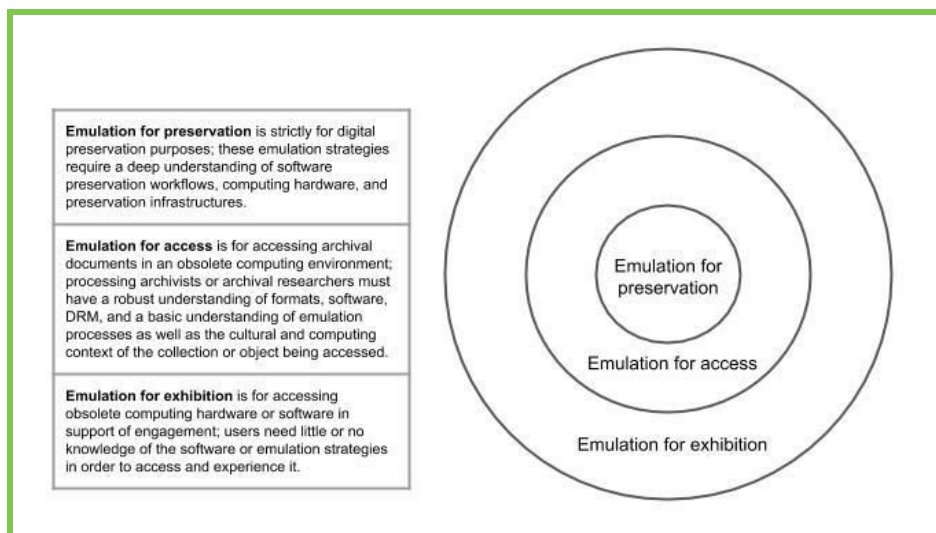 Emulation for preservation is strictly for digital
preservation purposes; these emulation strategies
require a deep understanding of software
preservation workflows, computing hardware, and
preservation infrastructures.
Emulation for access is for accessing archival
documents in an obsolete computing environment;
processing archivists or archival researchers must
have a robust understanding of formats, software,
DRM, and a basic understanding of emulation
processes as well as the cultural and computing
context of the collection or object being accessed.
Emulation for exhibition is for accessing
obsolete computing hardware or software in
support of engagement; users need little or no
knowledge of the software or emulation strategies
in order to access and experience it.
Emulation for
preservation
Emulation for access
Emulation for exhibition